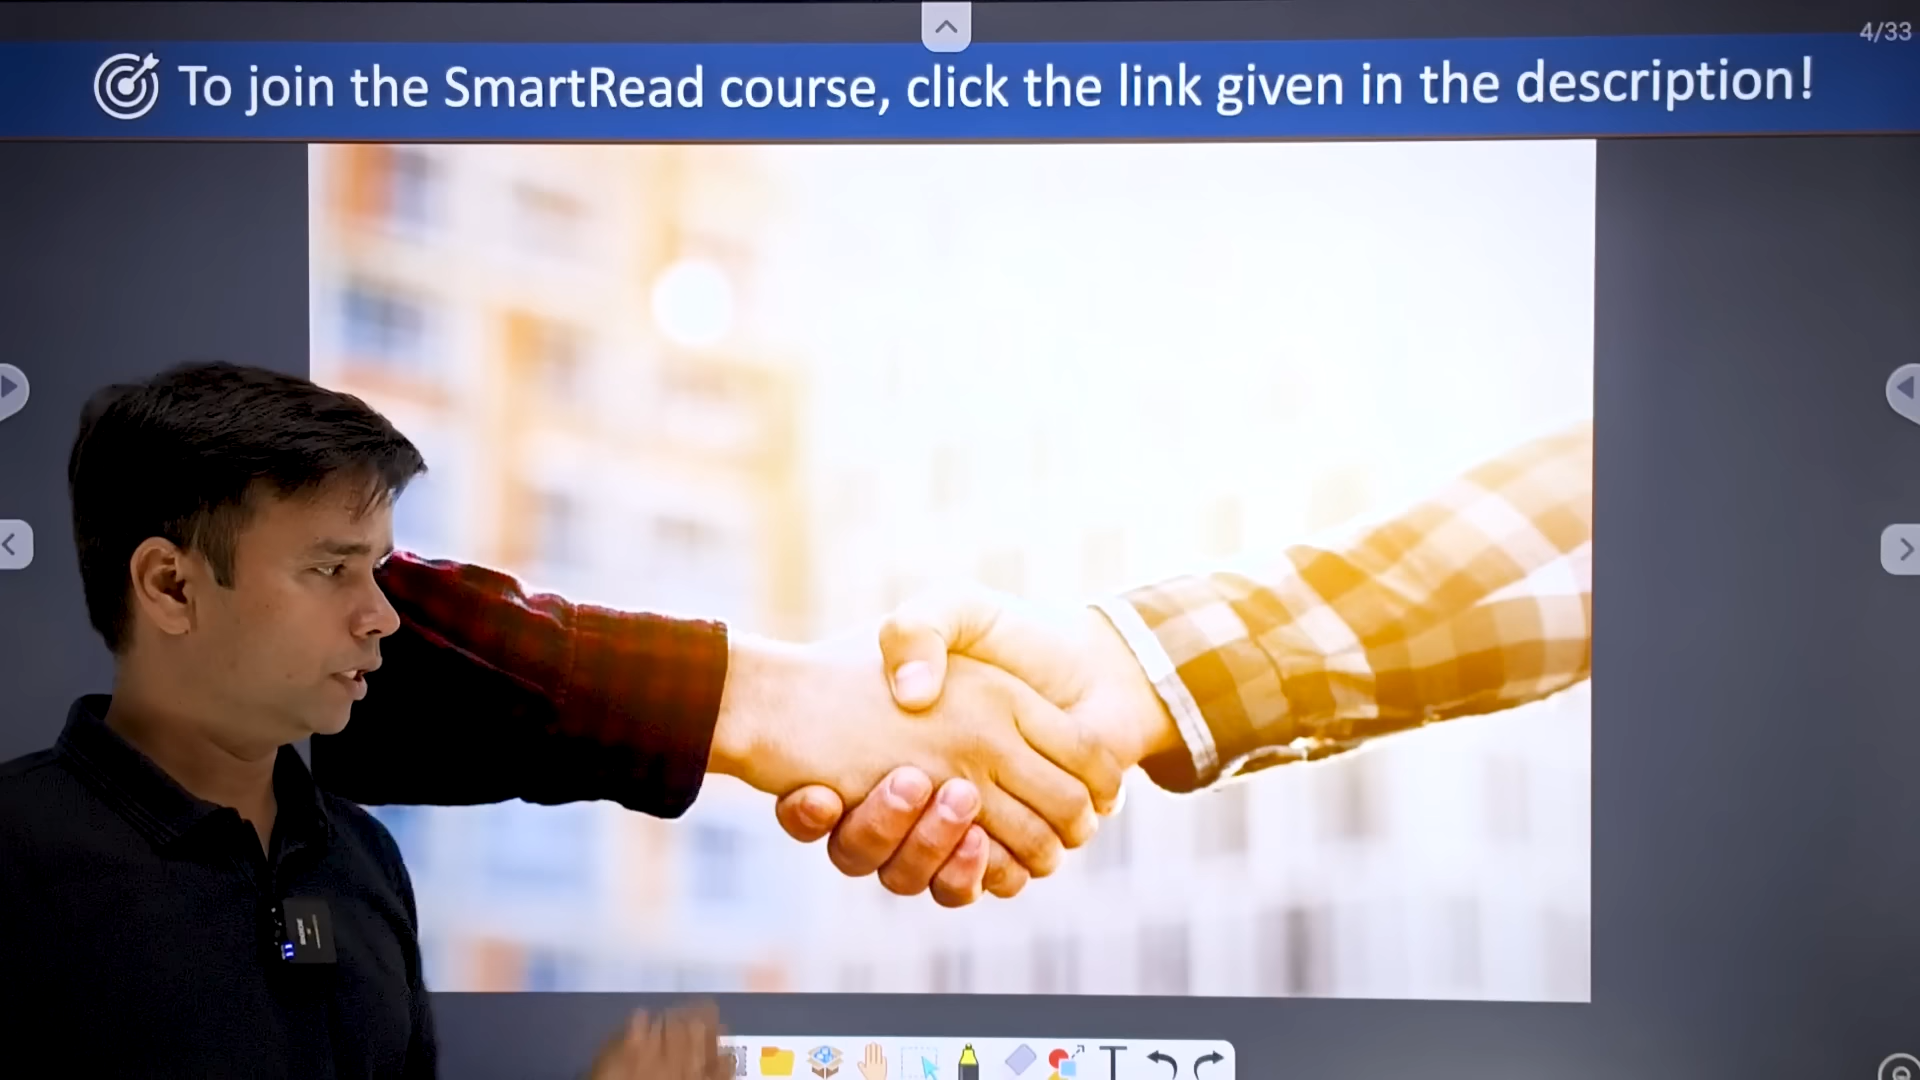 4/33
To join the SmartRead course, click the link given in the description!